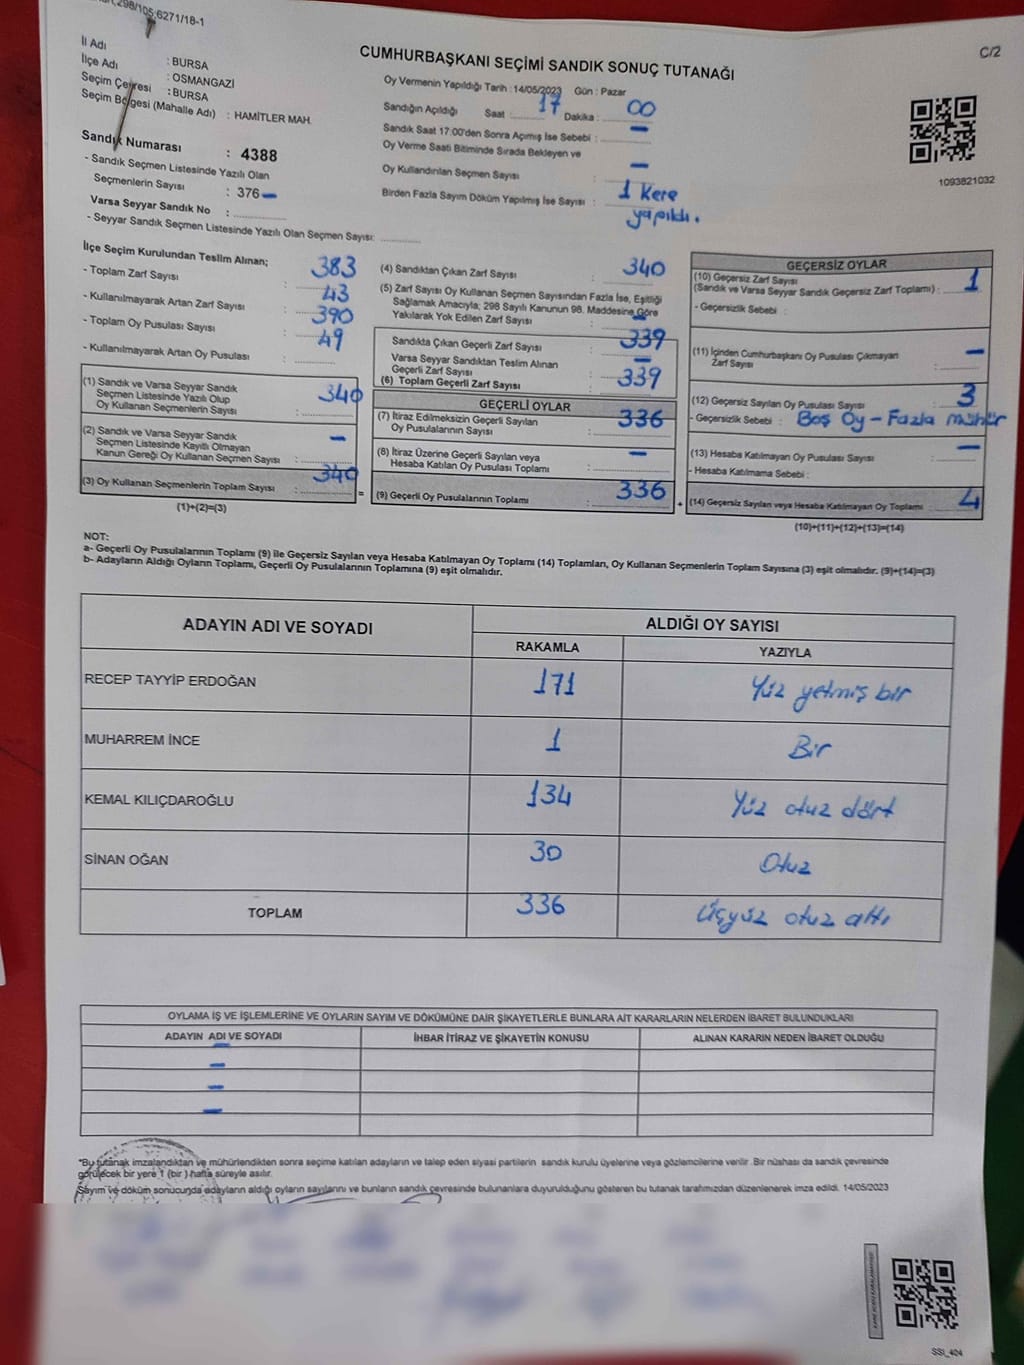 298/105;6271/18-1
C/2
CUMHURBAŞKANI SEÇİMİ SANDIK SONUÇ TUTANAĞI
İl Adı : BURSA
İlçe Adı : OSMANGAZİ
Seçim Çevresi : BURSA
Seçim Bölgesi (Mahalle Adı) : HAMİTLER MAH.
Sandık Numarası : 4388
- Sandık Seçmen Listesinde Yazılı Olan
Seçmenlerin Sayısı : 376 -
Varsa Seyyar Sandık No :
- Seyyar Sandık Seçmen Listesinde Yazılı Olan Seçmen Sayısı:
Oy Vermenin Yapıldığı Tarih : 14/05/2023 Gün : Pazar
Sandığın Açıldığı Saat : 17 Dakika : 00
Sandık Saat 17:00'den Sonra Açımış İse Sebebi : -
Oy Verme Saati Bitiminde Sırada Bekleyen ve
Oy Kullandırılan Seçmen Sayısı : -
Birden Fazla Sayım Döküm Yapılmış İse Sayısı : 1 kere
yapıldı.
1093821032
İlçe Seçim Kurulundan Teslim Alınan;
- Toplam Zarf Sayısı : 383
- Kullanılmayarak Artan Zarf Sayısı : 43
- Toplam Oy Pusulası Sayısı : 390
- Kullanılmayarak Artan Oy Pusulası : 49
(1) Sandık ve Varsa Seyyar Sandık
Seçmen Listesinde Yazılı Olup
Oy Kullanan Seçmenlerin Sayısı : 340
(2) Sandık ve Varsa Seyyar Sandık
Seçmen Listesinde Kayıtlı Olmayan
Kanun Gereği Oy Kullanan Seçmen Sayısı : -
(3) Oy Kullanan Seçmenlerin Toplam Sayısı : 340
(1)+(2)=(3)
=
(4) Sandıktan Çıkan Zarf Sayısı : 340
(5) Zarf Sayısı Oy Kullanan Seçmen Sayısından Fazla İse, Eşitliği
Sağlamak Amacıyla; 298 Sayılı Kanunun 98. Maddesine Göre
Yakılarak Yok Edilen Zarf Sayısı : -
Sandıkta Çıkan Geçerli Zarf Sayısı : 339
Varsa Seyyar Sandıktan Teslim Alınan
Geçerli Zarf Sayısı : -
(6) Toplam Geçerli Zarf Sayısı : 339
GEÇERLİ OYLAR
(7) İtiraz Edilmeksizin Geçerli Sayılan
Oy Pusulalarının Sayısı : 336
(8) İtiraz Üzerine Geçerli Sayılan veya
Hesaba Katılan Oy Pusulası Toplamı : -
(9) Geçerli Oy Pusulalarının Toplamı : 336
+
GEÇERSİZ OYLAR
(10) Geçersiz Zarf Sayısı
(Sandık ve Varsa Seyyar Sandık Geçersiz Zarf Toplamı) : 1
- Geçersizlik Sebebi :
(11) İçinden Cumhurbaşkanı Oy Pusulası Çıkmayan
Zarf Sayısı : -
(12) Geçersiz Sayılan Oy Pusulası Sayısı : 3
- Geçersizlik Sebebi : Boş Oy - Fazla mühür
(13) Hesaba Katılmayan Oy Pusulası Sayısı : -
- Hesaba Katılmama Sebebi :
(14) Geçersiz Sayılan veya Hesaba Katılmayan Oy Toplamı : 4
(10)+(11)+(12)+(13)=(14)
NOT:
a- Geçerli Oy Pusulalarının Toplamı (9) ile Geçersiz Sayılan veya Hesaba Katılmayan Oy Toplamı (14) Toplamları, Oy Kullanan Seçmenlerin Toplam Sayısına (3) eşit olmalıdır. (9)+(14)=(3)
b- Adayların Aldığı Oyların Toplamı, Geçerli Oy Pusulalarının Toplamına (9) eşit olmalıdır.
ADAYIN ADI VE SOYADI ALDIĞI OY SAYISI
RAKAMLA YAZIYLA
RECEP TAYYİP ERDOĞAN 171 Yüz yetmiş bir
MUHARREM İNCE 1 Bir
KEMAL KILIÇDAROĞLU 134 Yüz otuz dört
SİNAN OĞAN 30 Otuz
TOPLAM 336 Üçyüz otuz altı
OYLAMA İŞ VE İŞLEMLERİNE VE OYLARIN SAYIM VE DÖKÜMÜNE DAİR ŞİKAYETLERLE BUNLARA AİT KARARLARIN NELERDEN İBARET BULUNDUKLARI
ADAYIN ADI VE SOYADI İHBAR İTİRAZ VE ŞİKAYETİN KONUSU ALINAN KARARIN NEDEN İBARET OLDUĞU
-
-
-
-
*Bu tutanak imzalandıktan ve mühürlendikten sonra seçime katılan adayların ve talep eden siyasi partilerin sandık kurulu üyelerine veya gözlemcilerine verilir. Bir nüshası da sandık çevresinde
görülecek bir yere 1 (bir ) hafta süreyle asılır.
Sayım ve döküm sonucunda adayların aldığı oyların sayılarını ve bunların sandık çevresinde bulunanlara duyurulduğunu gösteren bu tutanak tarafımızdan düzenlenerek imza edildi. 14/05/2023
SSI_404